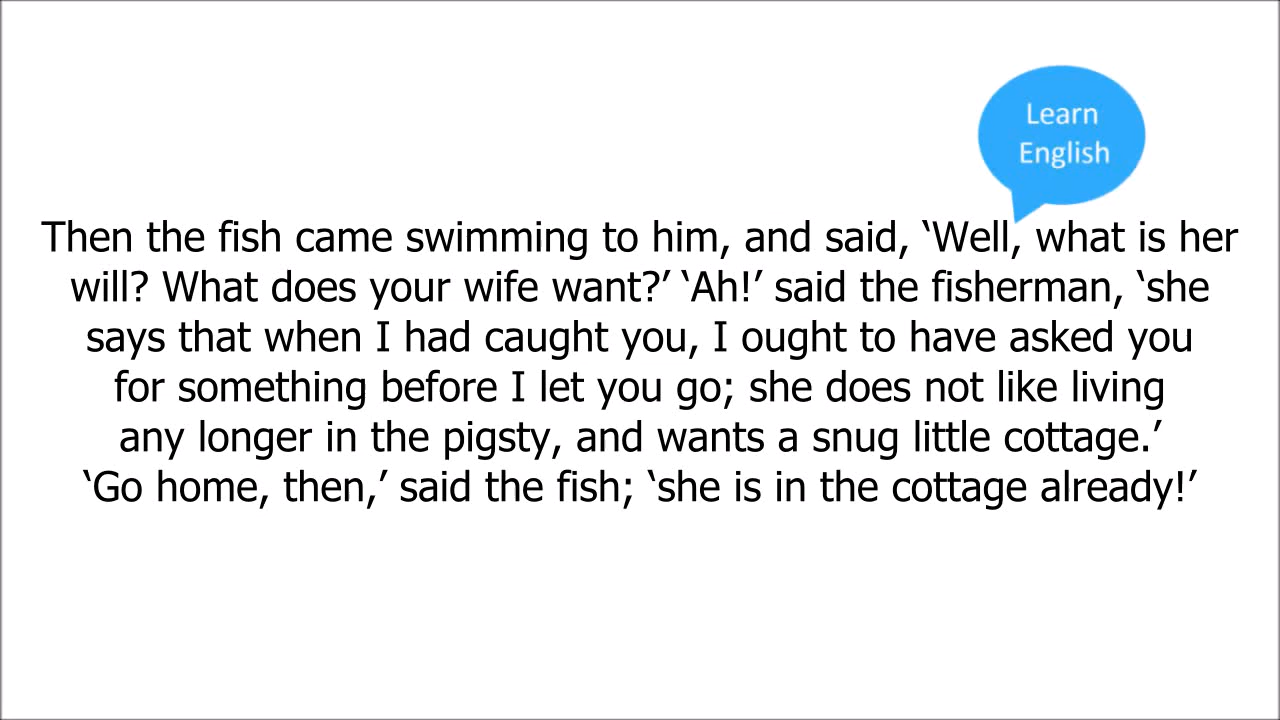 Learn
English
Then the fish came swimming to him, and said, ‘Well, what is her
will? What does your wife want?’ ‘Ah!’ said the fisherman, ‘she
says that when I had caught you, I ought to have asked you
for something before I let you go; she does not like living
any longer in the pigsty, and wants a snug little cottage.’
‘Go home, then,’ said the fish; ‘she is in the cottage already!’